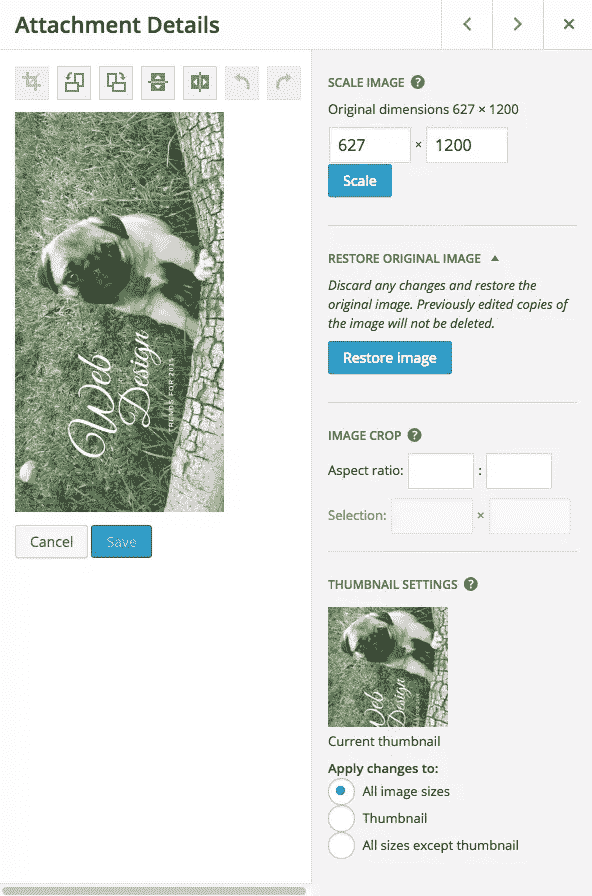 Attachment Details
SCALE IMAGE ?
Original dimensions 627 × 1200
627 × 1200
Scale
RESTORE ORIGINAL IMAGE ▲
Discard any changes and restore the
original image. Previously edited copies of
the image will not be deleted.
Restore image
IMAGE CROP ?
Aspect ratio: :
Selection: ×
THUMBNAIL SETTINGS ?
Web
Design
Current thumbnail
Apply changes to:
All image sizes
Thumbnail
All sizes except thumbnail
Web
Design
TRENDS FOR 2015
Cancel
Save